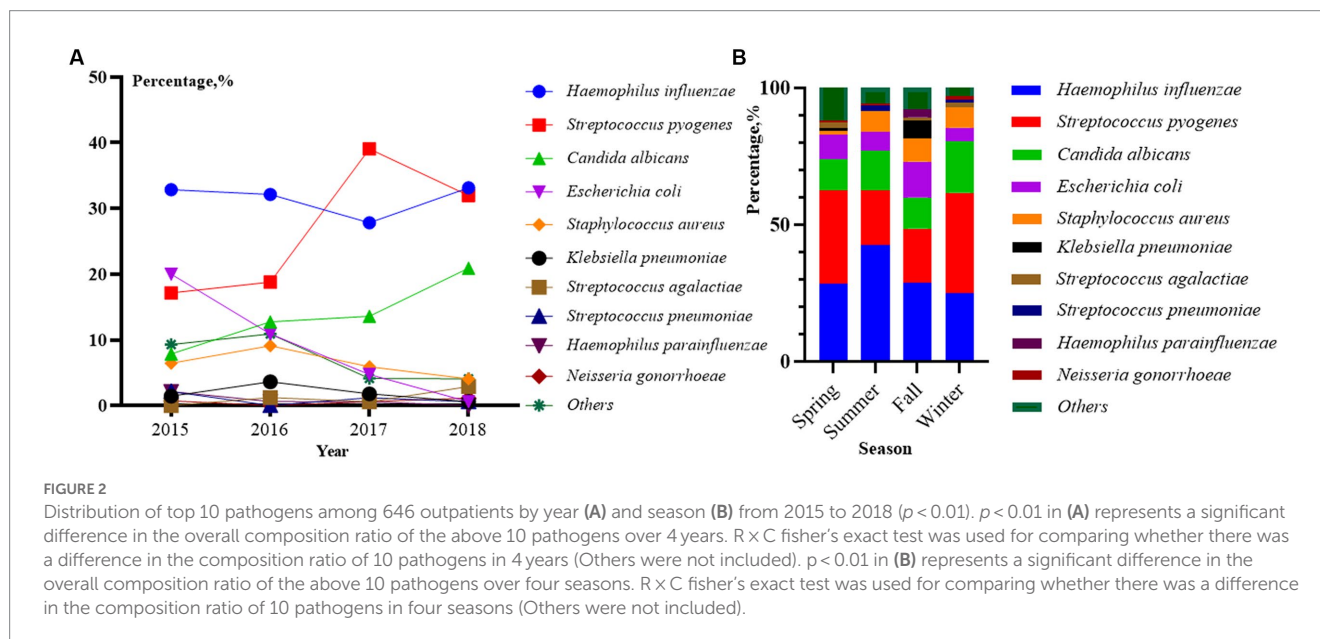 A
Percentage,%
50
40
30
20
10
0
2015 2016 2017 2018
Year
Haemophilus influenzae
Streptococcus pyogenes
Candida albicans
Escherichia coli
Staphylococcus aureus
Klebsiella pneumoniae
Streptococcus agalactiae
Streptococcus pneumoniae
Haemophilus parainfluenzae
Neisseria gonorrhoeae
Others
B
Percentage,%
100
50
0
Spring Summer Fall Winter
Season
Haemophilus influenzae
Streptococcus pyogenes
Candida albicans
Escherichia coli
Staphylococcus aureus
Klebsiella pneumoniae
Streptococcus agalactiae
Streptococcus pneumoniae
Haemophilus parainfluenzae
Neisseria gonorrhoeae
Others
FIGURE 2
Distribution of top 10 pathogens among 646 outpatients by year (A) and season (B) from 2015 to 2018 (p < 0.01). p < 0.01 in (A) represents a significant
difference in the overall composition ratio of the above 10 pathogens over 4 years. R × C fisher's exact test was used for comparing whether there was
a difference in the composition ratio of 10 pathogens in 4 years (Others were not included). p < 0.01 in (B) represents a significant difference in the
overall composition ratio of the above 10 pathogens over four seasons. R × C fisher's exact test was used for comparing whether there was a difference
in the composition ratio of 10 pathogens in four seasons (Others were not included).